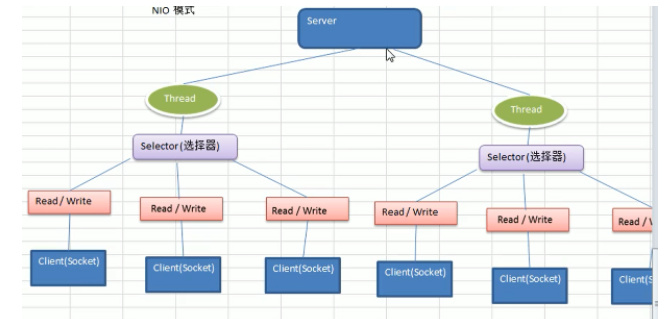 NIO 模式
Server
Thread
Thread
Selector(选择器)
Selector(选择器)
Read / Write
Read / Write
Read / Write
Read / Write
Read / Write
Read /
Client(Socket)
Client(Socket)
Client(Socket)
Client(Socket)
Client(Socket)
Client(S